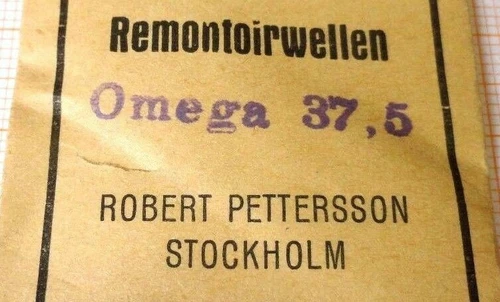 Remontoirwellen
Omega 37,5
ROBERT PETTERSSON
STOCKHOLM